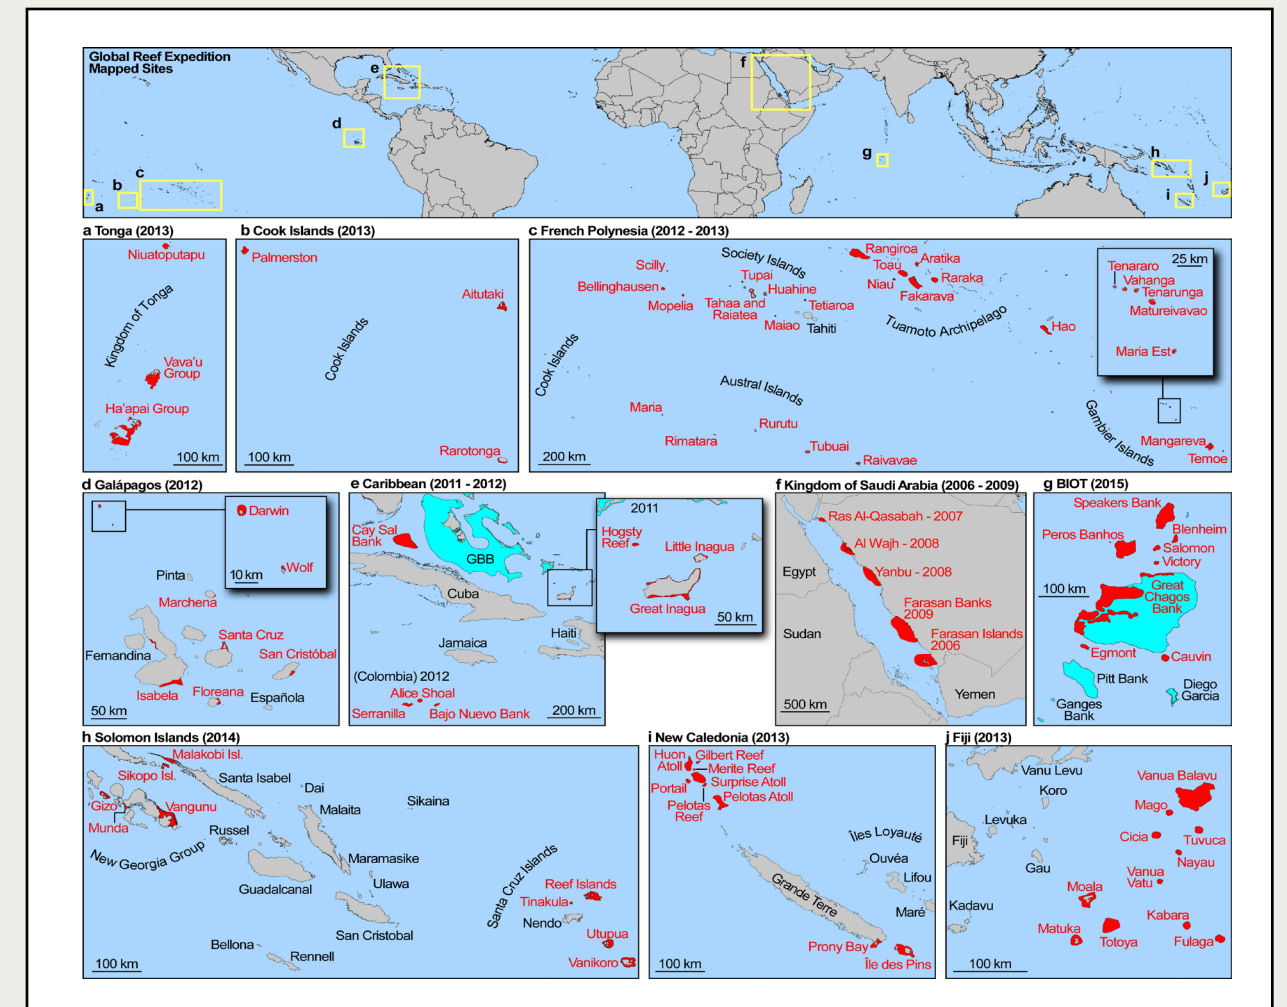 Global Reef Expedition
Mapped Sites
a
b
c
d
e
f
g
h
i
j
a Tonga (2013)
Niuatoputapu
Kingdom of Tonga
Vava'u
Group
Ha'apai Group
100 km
b Cook Islands (2013)
Palmerston
Aitutaki
Cook Islands
Rarotonga
100 km
c French Polynesia (2012 - 2013)
Society Islands
Scilly
Bellinghausen
Mopelia
Tupai
Huahine
Tahaa and
Raiatea
Tetiaroa
Maiao
Tahiti
Rangiroa
Toau
Aratika
Niau
Raraka
Fakarava
Tuamoto Archipelago
Hao
Cook Islands
Austral Islands
Maria
Rimatara
Rurutu
Tubuai
Raivavae
200 km
25 km
Tenararo
Vahanga
Tenarunga
Matureivavao
Maria Est
Gambier Islands
Mangareva
Temoe
d Galápagos (2012)
Darwin
Wolf
10 km
Pinta
Marchena
Santa Cruz
San Cristóbal
Fernandina
Isabela
Floreana
Española
50 km
e Caribbean (2011 - 2012)
Cay Sal
Bank
GBB
Cuba
Jamaica
Haiti
(Colombia) 2012
Alice Shoal
Serranilla
Bajo Nuevo Bank
200 km
2011
Hogsty
Reef
Little Inagua
Great Inagua
50 km
f Kingdom of Saudi Arabia (2006 - 2009)
Ras Al-Qasabah - 2007
Al Wajh - 2008
Egypt
Yanbu - 2008
Farasan Banks
2009
Sudan
Farasan Islands
2006
Yemen
500 km
g BIOT (2015)
Speakers Bank
Blenheim
Peros Banhos
Salomon
Victory
100 km
Great
Chagos
Bank
Egmont
Cauvin
Pitt Bank
Diego
Garcia
Ganges
Bank
h Solomon Islands (2014)
Malakobi Isl.
Sikopo Isl.
Santa Isabel
Dai
Gizo
Vangunu
Malaita
Sikaina
Munda
Russel
New Georgia Group
Maramasike
Guadalcanal
Ulawa
San Cristobal
Bellona
Rennell
Santa Cruz Islands
Reef Islands
Tinakula
Nendo
Utupua
Vanikoro
100 km
i New Caledonia (2013)
Huon
Atoll
Gilbert Reef
Merite Reef
Portail
Surprise Atoll
Pelotas
Reef
Pelotas Atoll
Îles Loyauté
Ouvéa
Lifou
Grande Terre
Maré
Prony Bay
Île des Pins
100 km
j Fiji (2013)
Vanu Levu
Vanua Balavu
Koro
Mago
Levuka
Cicia
Tuvuca
Fiji
Nayau
Gau
Vanua
Vatu
Moala
Kadavu
Kabara
Matuka
Totoya
Fulaga
100 km